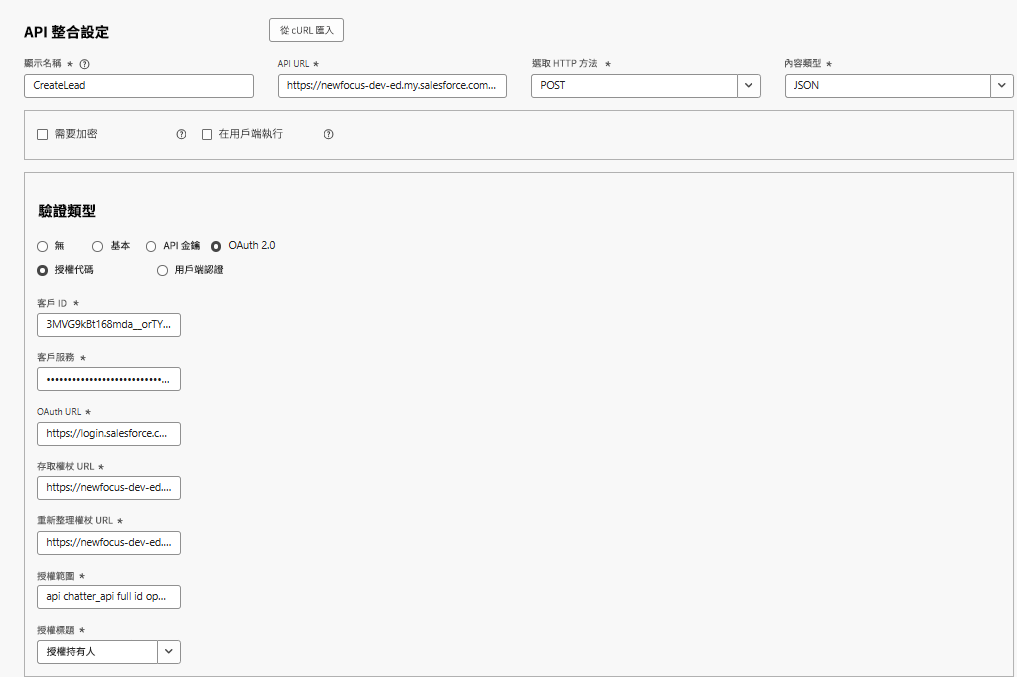 API 整合設定
從 cURL 匯入
顯示名稱 * ?
API URL *
選取 HTTP 方法 *
內容類型 *
CreateLead
https://newfocus-dev-ed.my.salesforce.com...
POST
JSON
需要加密 ?
在用戶端執行 ?
驗證類型
無
基本
API 金鑰
OAuth 2.0
授權代碼
用戶端認證
客戶 ID *
3MVG9kBt168mda__orTY...
客戶服務 *
••••••••••••••••••••••••••••...
OAuth URL *
https://login.salesforce.c...
存取權杖 URL *
https://newfocus-dev-ed....
重新整理權杖 URL *
https://newfocus-dev-ed....
授權範圍 *
api chatter_api full id op...
授權標題 *
授權持有人